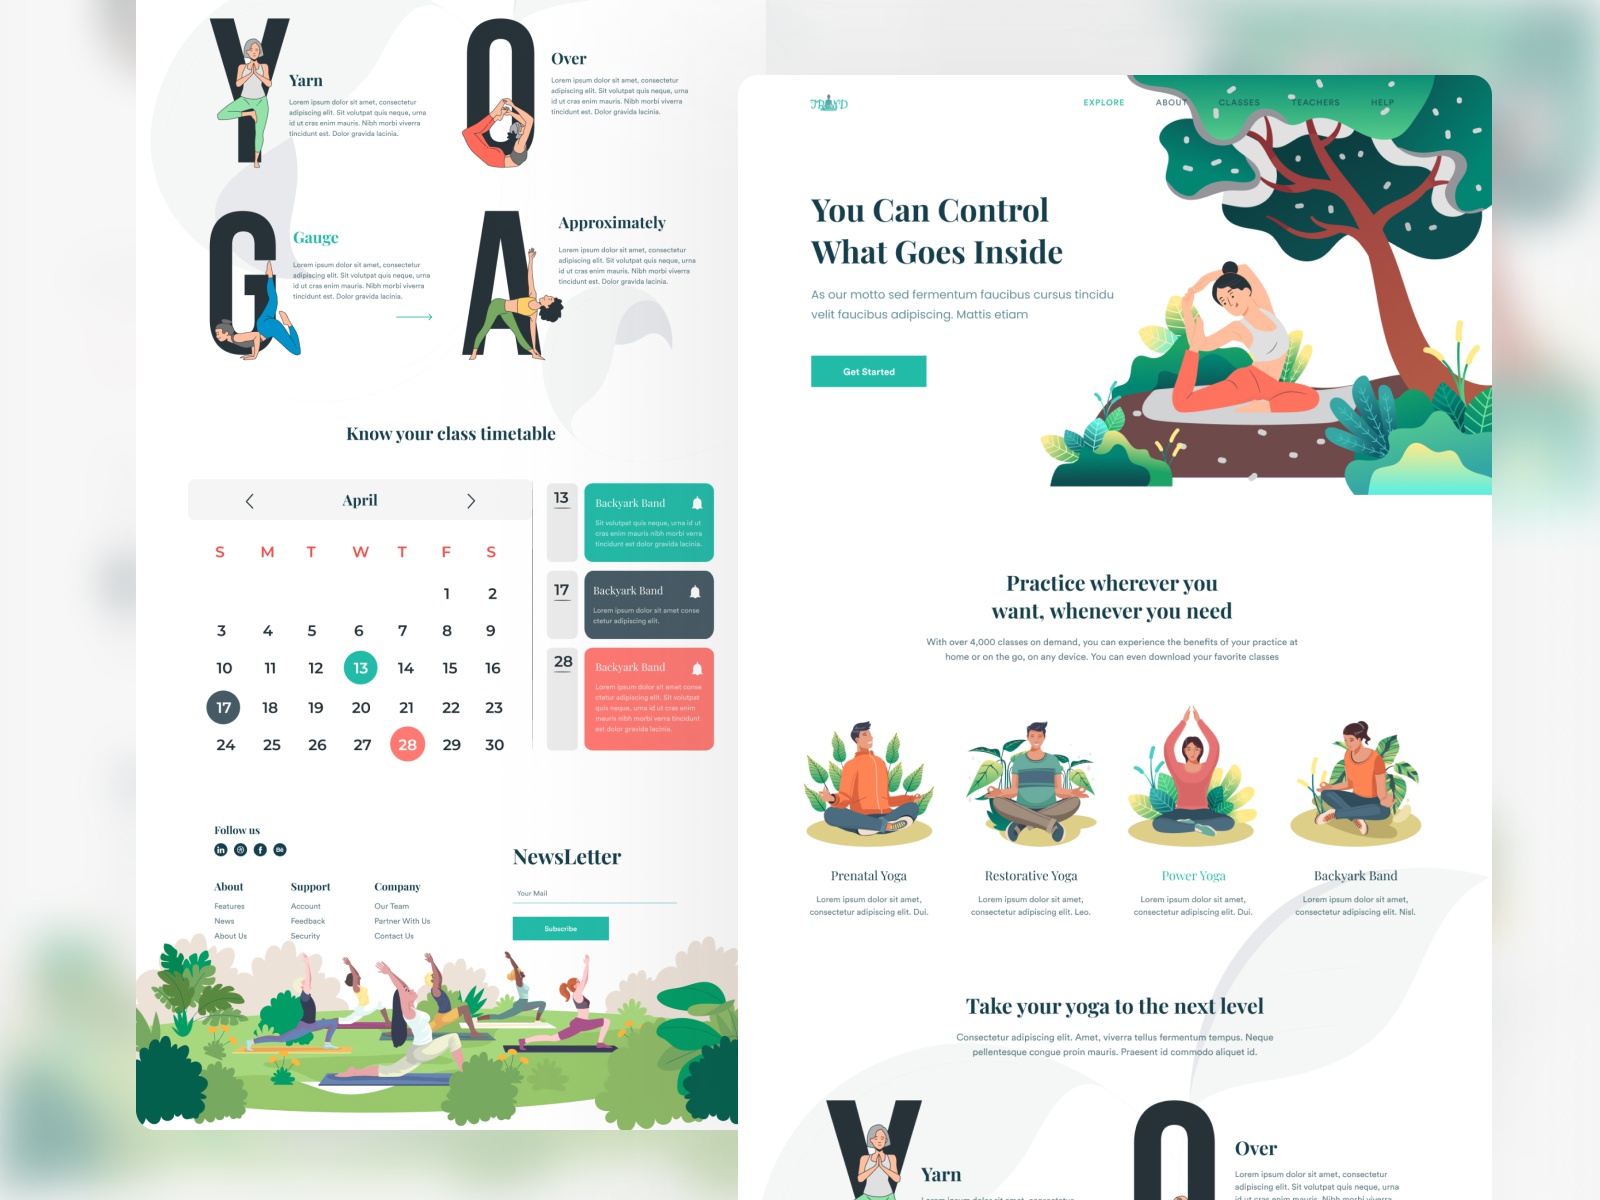 Y
Yarn
Lorem ipsum dolor sit amet, consectetur
adipiscing elit. Sit volutpat quis neque, urna
id ut cras enim mauris. Nibh morbi viverra
tincidunt est. Dolor gravida lacinia.
O
Over
Lorem ipsum dolor sit amet, consectetur
adipiscing elit. Sit volutpat quis neque, urna
id ut cras enim mauris. Nibh morbi viverra
tincidunt est. Dolor gravida lacinia.
G
Gauge
Lorem ipsum dolor sit amet, consectetur
adipiscing elit. Sit volutpat quis neque, urna
id ut cras enim mauris. Nibh morbi viverra
tincidunt est. Dolor gravida lacinia.
A
Approximately
Lorem ipsum dolor sit amet, consectetur
adipiscing elit. Sit volutpat quis neque, urna
id ut cras enim mauris. Nibh morbi viverra
tincidunt est. Dolor gravida lacinia.
Know your class timetable
April
S M T W T F S
1 2
3 4 5 6 7 8 9
10 11 12 13 14 15 16
17 18 19 20 21 22 23
24 25 26 27 28 29 30
13
Backyark Band
Sit volutpat quis neque, urna id ut
cras enim mauris nibh morbi verra
tincidunt est dolor gravida lacinia.
17
Backyark Band
Lorem ipsum dolor sit amet conse
ctetur adipiscing elit.
28
Backyark Band
Lorem ipsum dolor sit amet conse
ctetur adipiscing elit. Sit volutpat
quis neque, urna id ut cras enim
mauris nibh morbi verra tincidunt
est dolor gravida lacinia.
Follow us
in f Bē
About
Features
News
About Us
Support
Account
Feedback
Security
Company
Our Team
Partner With Us
Contact Us
NewsLetter
Your Mail
Subscribe
EXPLORE ABOUT CLASSES TEACHERS HELP
You Can Control
What Goes Inside
As our motto sed fermentum faucibus cursus tincidu
velit faucibus adipiscing. Mattis etiam
Get Started
Practice wherever you
want, whenever you need
With over 4,000 classes on demand, you can experience the benefits of your practice at
home or on the go, on any device. You can even download your favorite classes
Prenatal Yoga
Lorem ipsum dolor sit amet,
consectetur adipiscing elit. Dui.
Restorative Yoga
Lorem ipsum dolor sit amet,
consectetur adipiscing elit. Leo.
Power Yoga
Lorem ipsum dolor sit amet,
consectetur adipiscing elit. Dui.
Backyark Band
Lorem ipsum dolor sit amet,
consectetur adipiscing elit. Nisl.
Take your yoga to the next level
Consectetur adipiscing elit. Amet, viverra tellus fermentum tempus. Neque
pellentesque congue proin mauris. Praesent id commodo aliquet id.
Y
Yarn
Lorem ipsum dolor sit amet, consectetur
O
Over
Lorem ipsum dolor sit amet, consectetur
adipiscing elit. Sit volutpat quis neque, urna